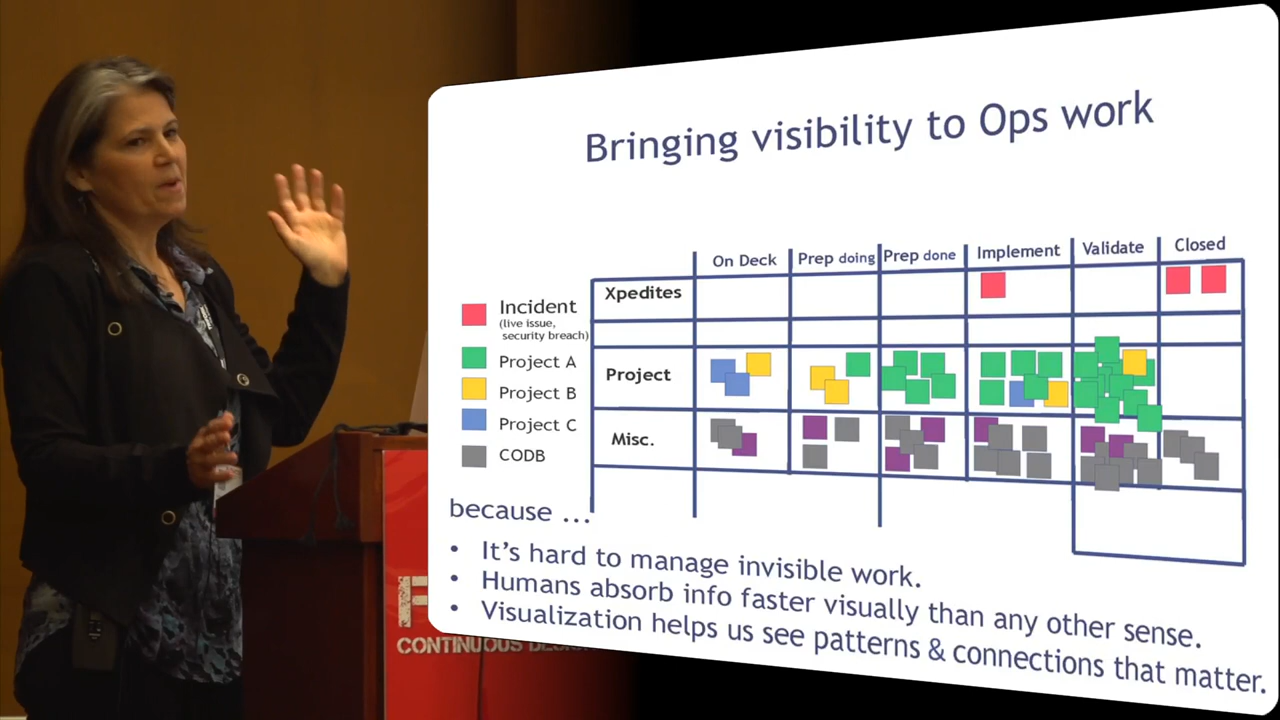 Bringing visibility to Ops work
On Deck Prep doing Prep done Implement Validate Closed
Xpedites
Incident
(live issue,
security breach)
Project A
Project
Project B
Project C
Misc.
CODB
because ...
• It's hard to manage invisible work.
• Humans absorb info faster visually than any other sense.
• Visualization helps us see patterns & connections that matter.
CONTINUOUS